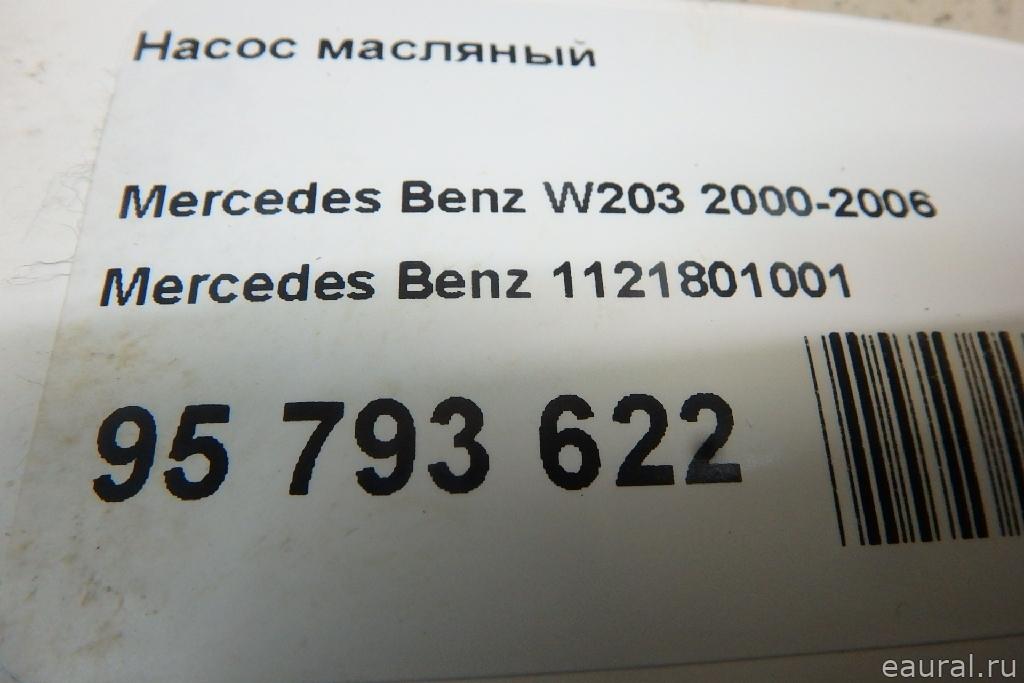 Насос масляный
Mercedes Benz W203 2000-2006
Mercedes Benz 1121801001
95 793 622
eaural.ru